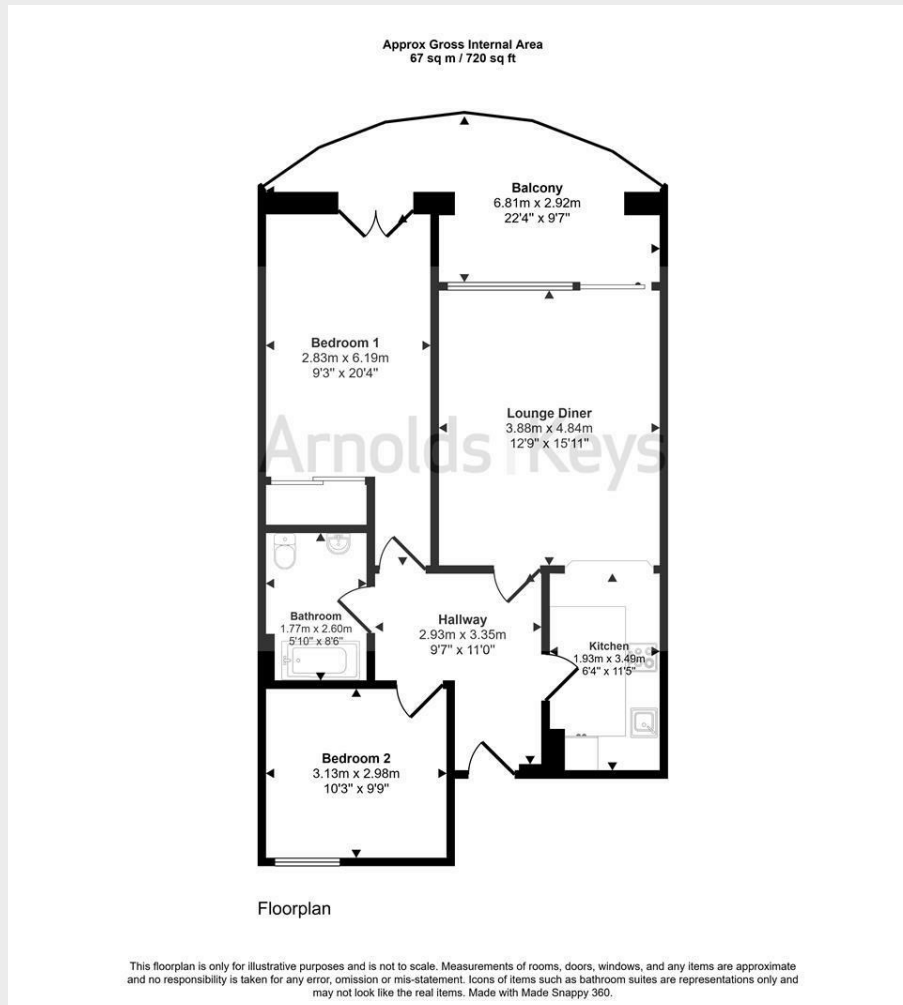 Approx Gross Internal Area
67 sq m / 720 sq ft
Balcony
6.81m x 2.92m
22'4" x 9'7"
Bedroom 1
2.83m x 6.19m
9'3" x 20'4"
Lounge Diner
3.88m x 4.84m
12'9" x 15'11"
Arnolds | Keys
Bathroom
1.77m x 2.60m
5'10" x 8'6"
Hallway
2.93m x 3.35m
9'7" x 11'0"
Kitchen
1.93m x 3.49m
6'4" x 11'5"
Bedroom 2
3.13m x 2.98m
10'3" x 9'9"
Floorplan
This floorplan is only for illustrative purposes and is not to scale. Measurements of rooms, doors, windows, and any items are approximate
and no responsibility is taken for any error, omission or mis-statement. Icons of items such as bathroom suites are representations only and
may not look like the real items. Made with Made Snappy 360.